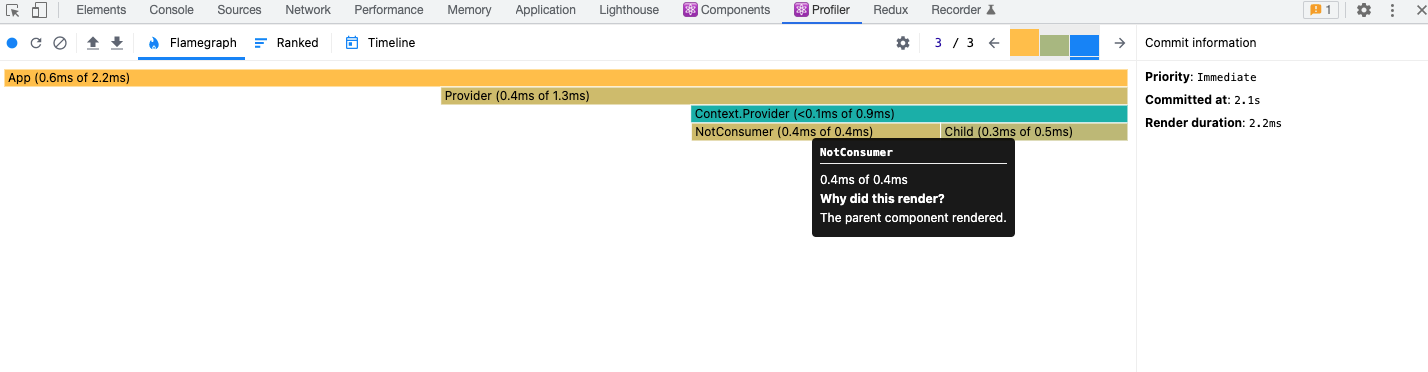 Elements Console Sources Network Performance Memory Application Lighthouse Components Profiler Redux Recorder 1
Flamegraph Ranked Timeline 3 / 3 Commit information
App (0.6ms of 2.2ms)
Provider (0.4ms of 1.3ms)
Context.Provider (<0.1ms of 0.9ms)
NotConsumer (0.4ms of 0.4ms) Child (0.3ms of 0.5ms)
NotConsumer
0.4ms of 0.4ms
Why did this render?
The parent component rendered.
Priority: Immediate
Committed at: 2.1s
Render duration: 2.2ms